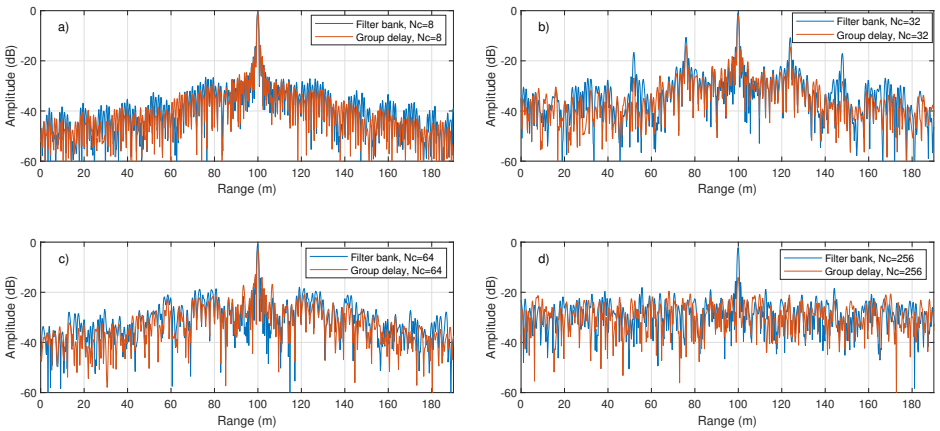 a)
Filter bank, Nc=8
Group delay, Nc=8
Amplitude (dB)
0
-20
-40
-60
0 20 40 60 80 100 120 140 160 180
Range (m)
b)
Filter bank, Nc=32
Group delay, Nc=32
Amplitude (dB)
0
-20
-40
-60
0 20 40 60 80 100 120 140 160 180
Range (m)
c)
Filter bank, Nc=64
Group delay, Nc=64
Amplitude (dB)
0
-20
-40
-60
0 20 40 60 80 100 120 140 160 180
Range (m)
d)
Filter bank, Nc=256
Group delay, Nc=256
Amplitude (dB)
0
-20
-40
-60
0 20 40 60 80 100 120 140 160 180
Range (m)